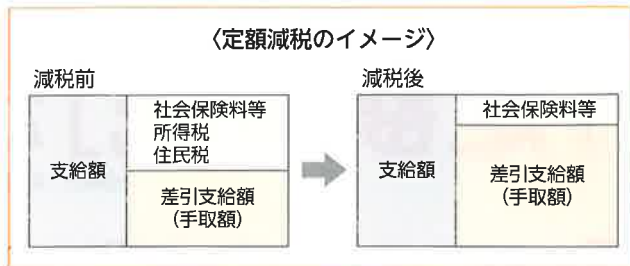 〈定額減税のイメージ〉
減税前
支給額
社会保険料等
所得税
住民税
差引支給額
(手取額)
減税後
支給額
社会保険料等
差引支給額
(手取額)